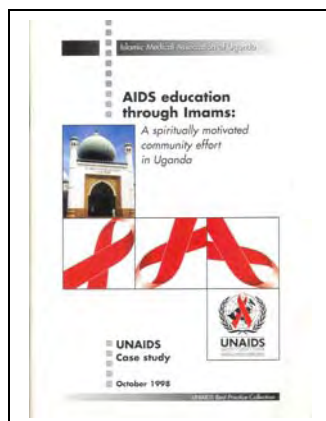 Islamic Medical Association of Uganda
AIDS education
through Imams:
A spiritually motivated
community effort
in Uganda
UNAIDS
UNAIDS
Case study
October 1998
UNAIDS Best Practice Collection